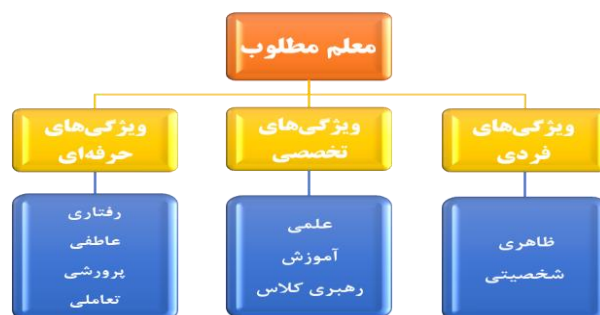 معلم مطلوب
ویژگی‌های
فردی
ویژگی‌های
تخصصی
ویژگی‌های
حرفه‌ای
ظاهری
شخصیتی
علمی
آموزش
رهبری کلاس
رفتاری
عاطفی
پرورشی
تعاملی